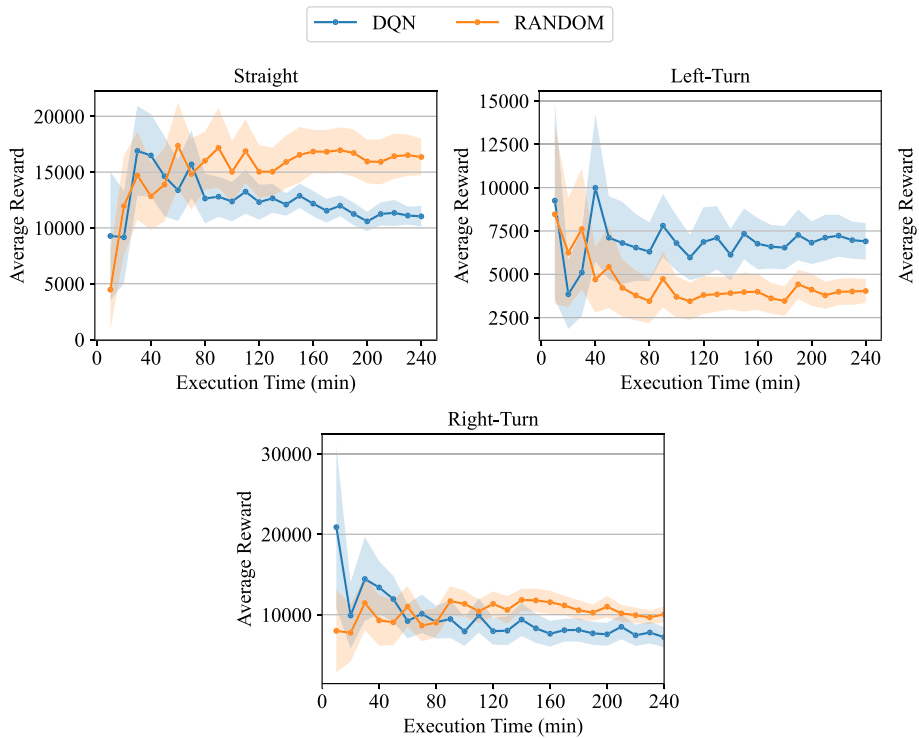 DQN RANDOM
Straight
Average Reward
20000
15000
10000
5000
0
0 40 80 120 160 200 240
Execution Time (min)
Left-Turn
Average Reward
15000
12500
10000
7500
5000
2500
0 40 80 120 160 200 240
Execution Time (min)
Average Reward
Right-Turn
Average Reward
30000
20000
10000
0 40 80 120 160 200 240
Execution Time (min)